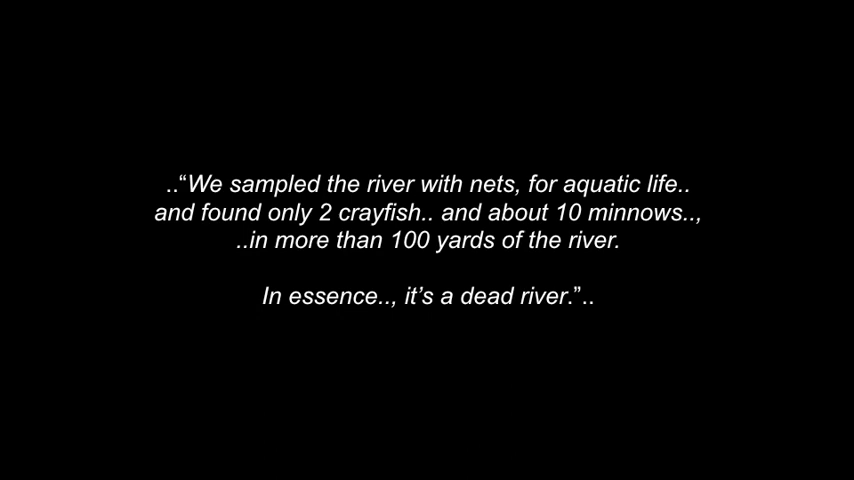 ..“We sampled the river with nets, for aquatic life..
and found only 2 crayfish.. and about 10 minnows..,
..in more than 100 yards of the river.
In essence.., it’s a dead river.”..